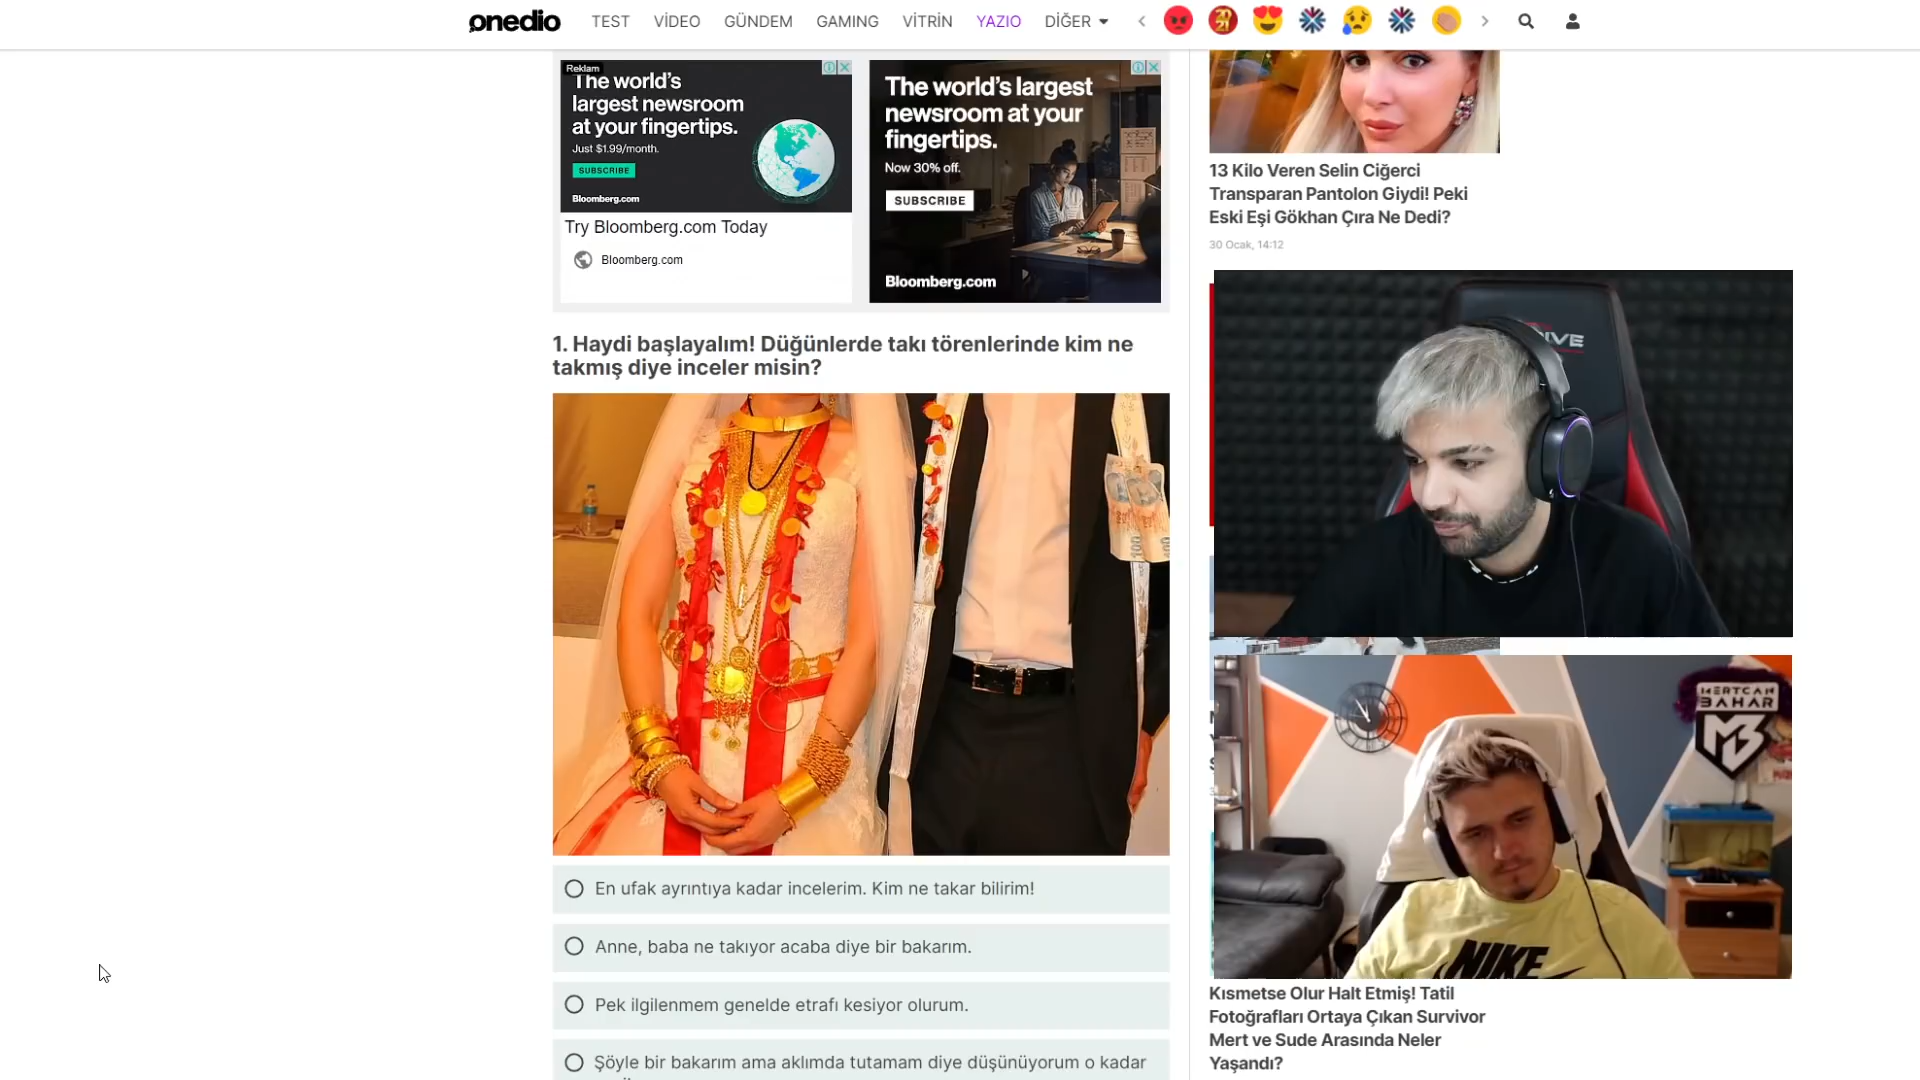 onedio TEST VİDEO GÜNDEM GAMING VİTRİN YAZIO DİĞER
Reklam
The world's
largest newsroom
at your fingertips.
Just $1.99/month.
SUBSCRIBE
Bloomberg.com
Try Bloomberg.com Today
Bloomberg.com
The world's largest
newsroom at your
fingertips.
Now 30% off.
SUBSCRIBE
Bloomberg.com
1. Haydi başlayalım! Düğünlerde takı törenlerinde kim ne
takmış diye inceler misin?
100
En ufak ayrıntıya kadar incelerim. Kim ne takar bilirim!
Anne, baba ne takıyor acaba diye bir bakarım.
Pek ilgilenmem genelde etrafı kesiyor olurum.
Şöyle bir bakarım ama aklımda tutamam diye düşünüyorum o kadar
13 Kilo Veren Selin Ciğerci
Transparan Pantolon Giydi! Peki
Eski Eşi Gökhan Çıra Ne Dedi?
30 Ocak, 14:12
MERTCAN
BAHAR
MB
NIKE
Kısmetse Olur Halt Etmiş! Tatil
Fotoğrafları Ortaya Çıkan Survivor
Mert ve Sude Arasında Neler
Yaşandı?